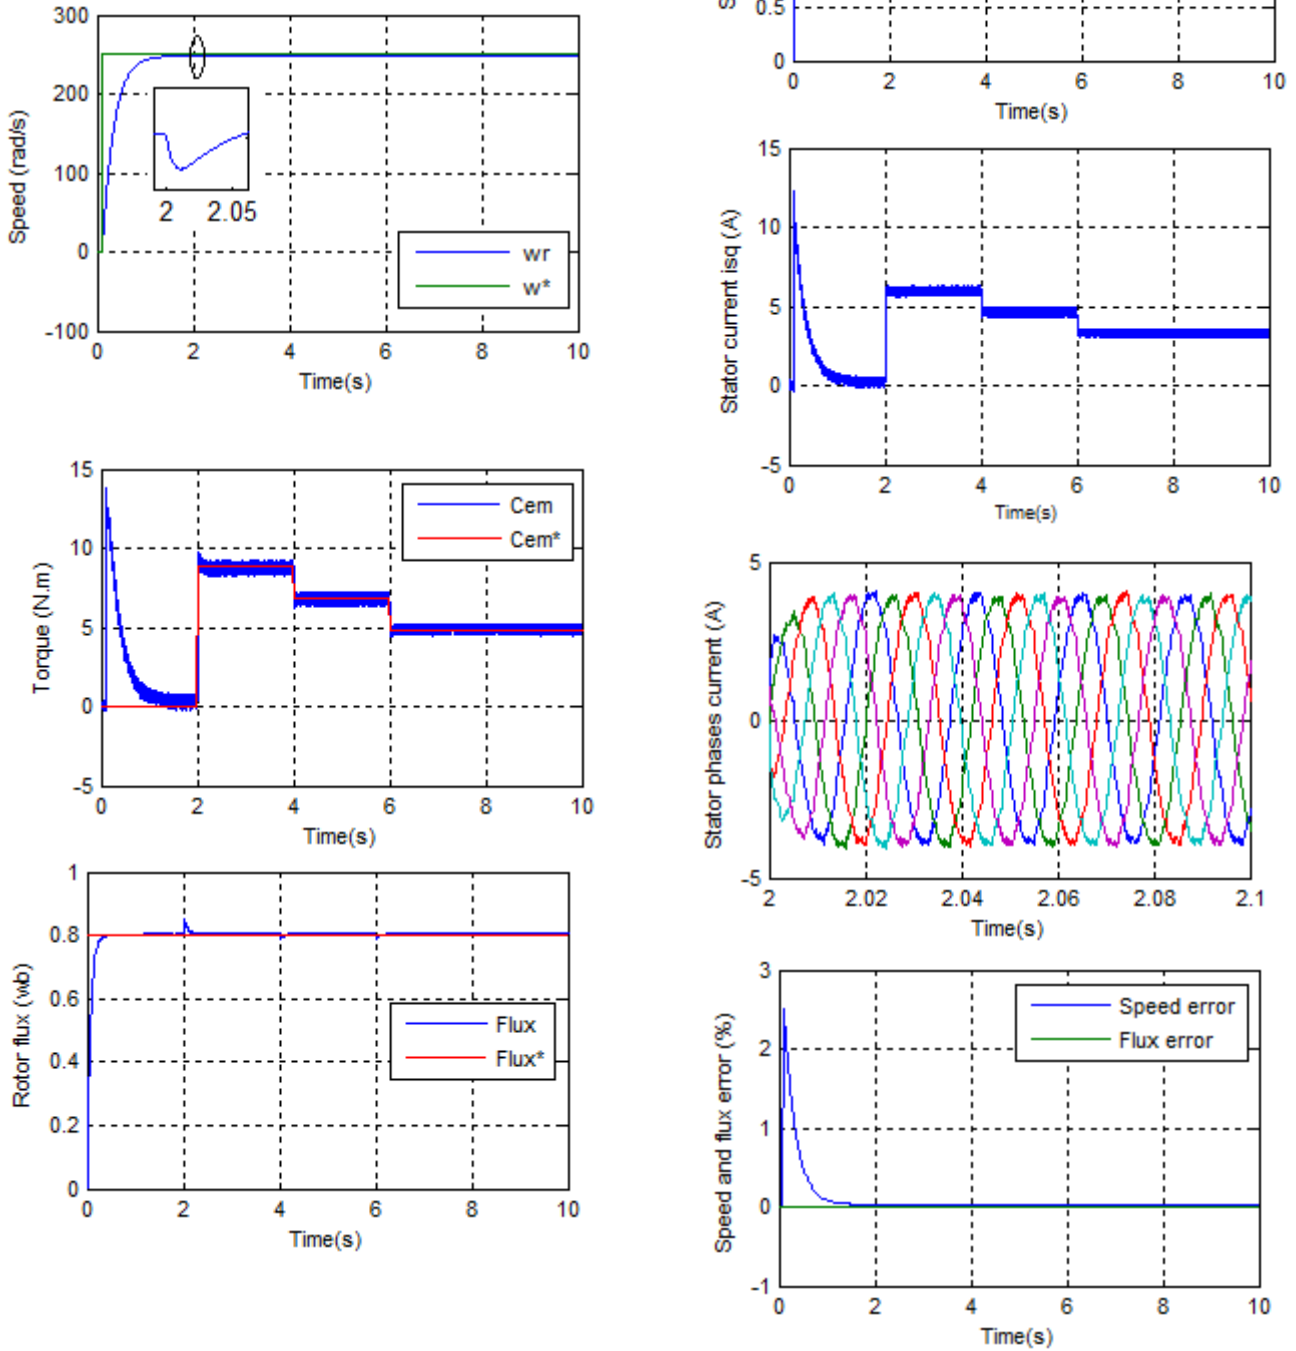 300
200
100
0
-100
Speed (rad/s)
2 2.05
wr
w*
0 2 4 6 8 10
Time(s)
15
10
5
0
-5
Torque (N.m)
Cem
Cem*
0 2 4 6 8 10
Time(s)
1
0.8
0.6
0.4
0.2
0
Rotor flux (wb)
Flux
Flux*
0 2 4 6 8 10
Time(s)
0.5
0
0 2 4 6 8 10
Time(s)
15
10
5
0
-5
Stator current isq (A)
0 2 4 6 8 10
Time(s)
5
0
-5
Stator phases current (A)
2 2.02 2.04 2.06 2.08 2.1
Time(s)
3
2
1
0
-1
Speed and flux error (%)
Speed error
Flux error
0 2 4 6 8 10
Time(s)